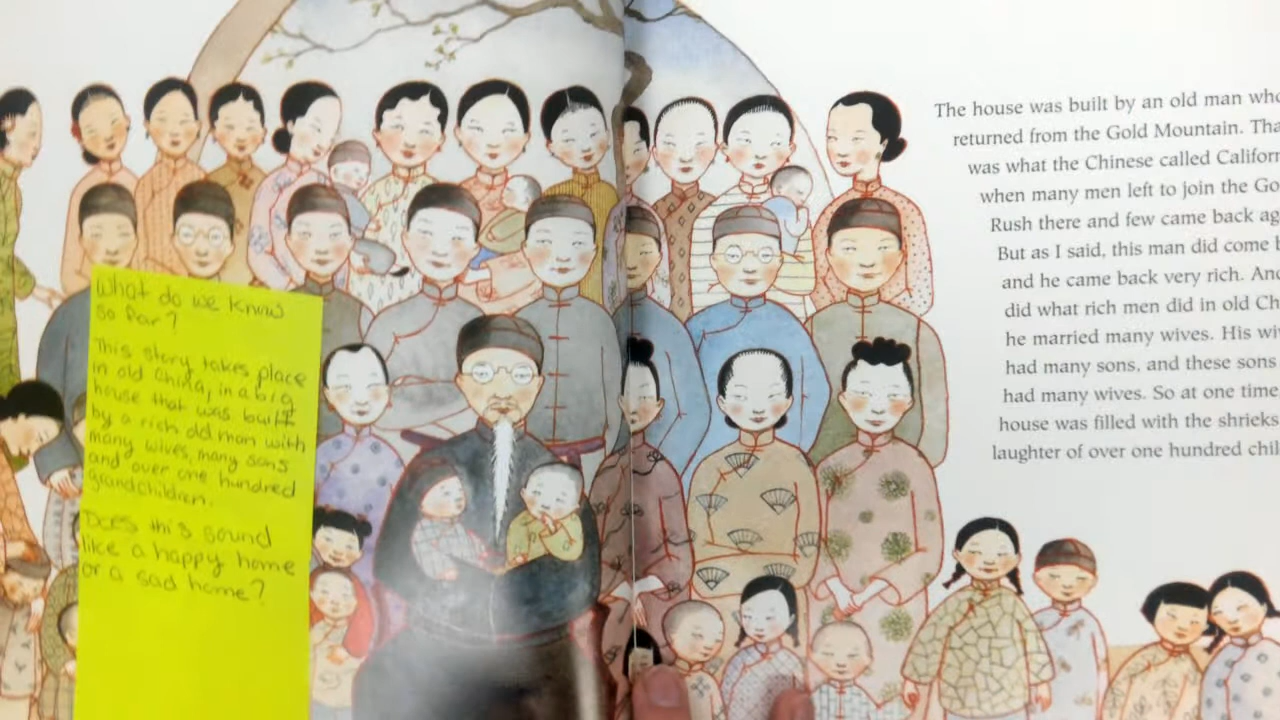 What do we know
so far?
This story takes place
in old China, in a big
house that was built
by a rich old man with
many wives, many sons
and over one hundred
grandchildren.
Does this sound
like a happy home
or a sad home?
The house was built by an old man who
returned from the Gold Mountain. Tha
was what the Chinese called Californ
when many men left to join the Go
Rush there and few came back ag
But as I said, this man did come b
and he came back very rich. And
did what rich men did in old Ch
he married many wives. His wi
had many sons, and these sons
had many wives. So at one time
house was filled with the shrieks
laughter of over one hundred chil